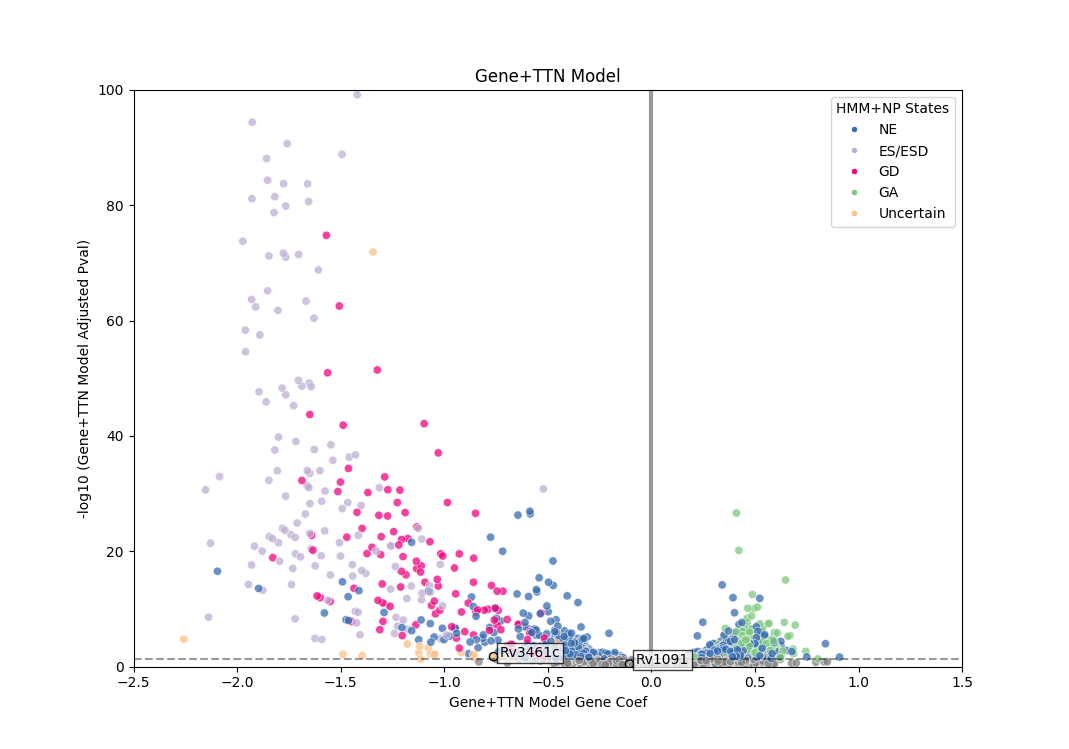 Gene+TTN Model
100
80
60
40
20
0
-log10 (Gene+TTN Model Adjusted Pval)
HMM+NP States
NE
ES/ESD
GD
GA
Uncertain
Rv3461c
Rv1091
−2.5 −2.0 −1.5 −1.0 −0.5 0.0 0.5 1.0 1.5
Gene+TTN Model Gene Coef